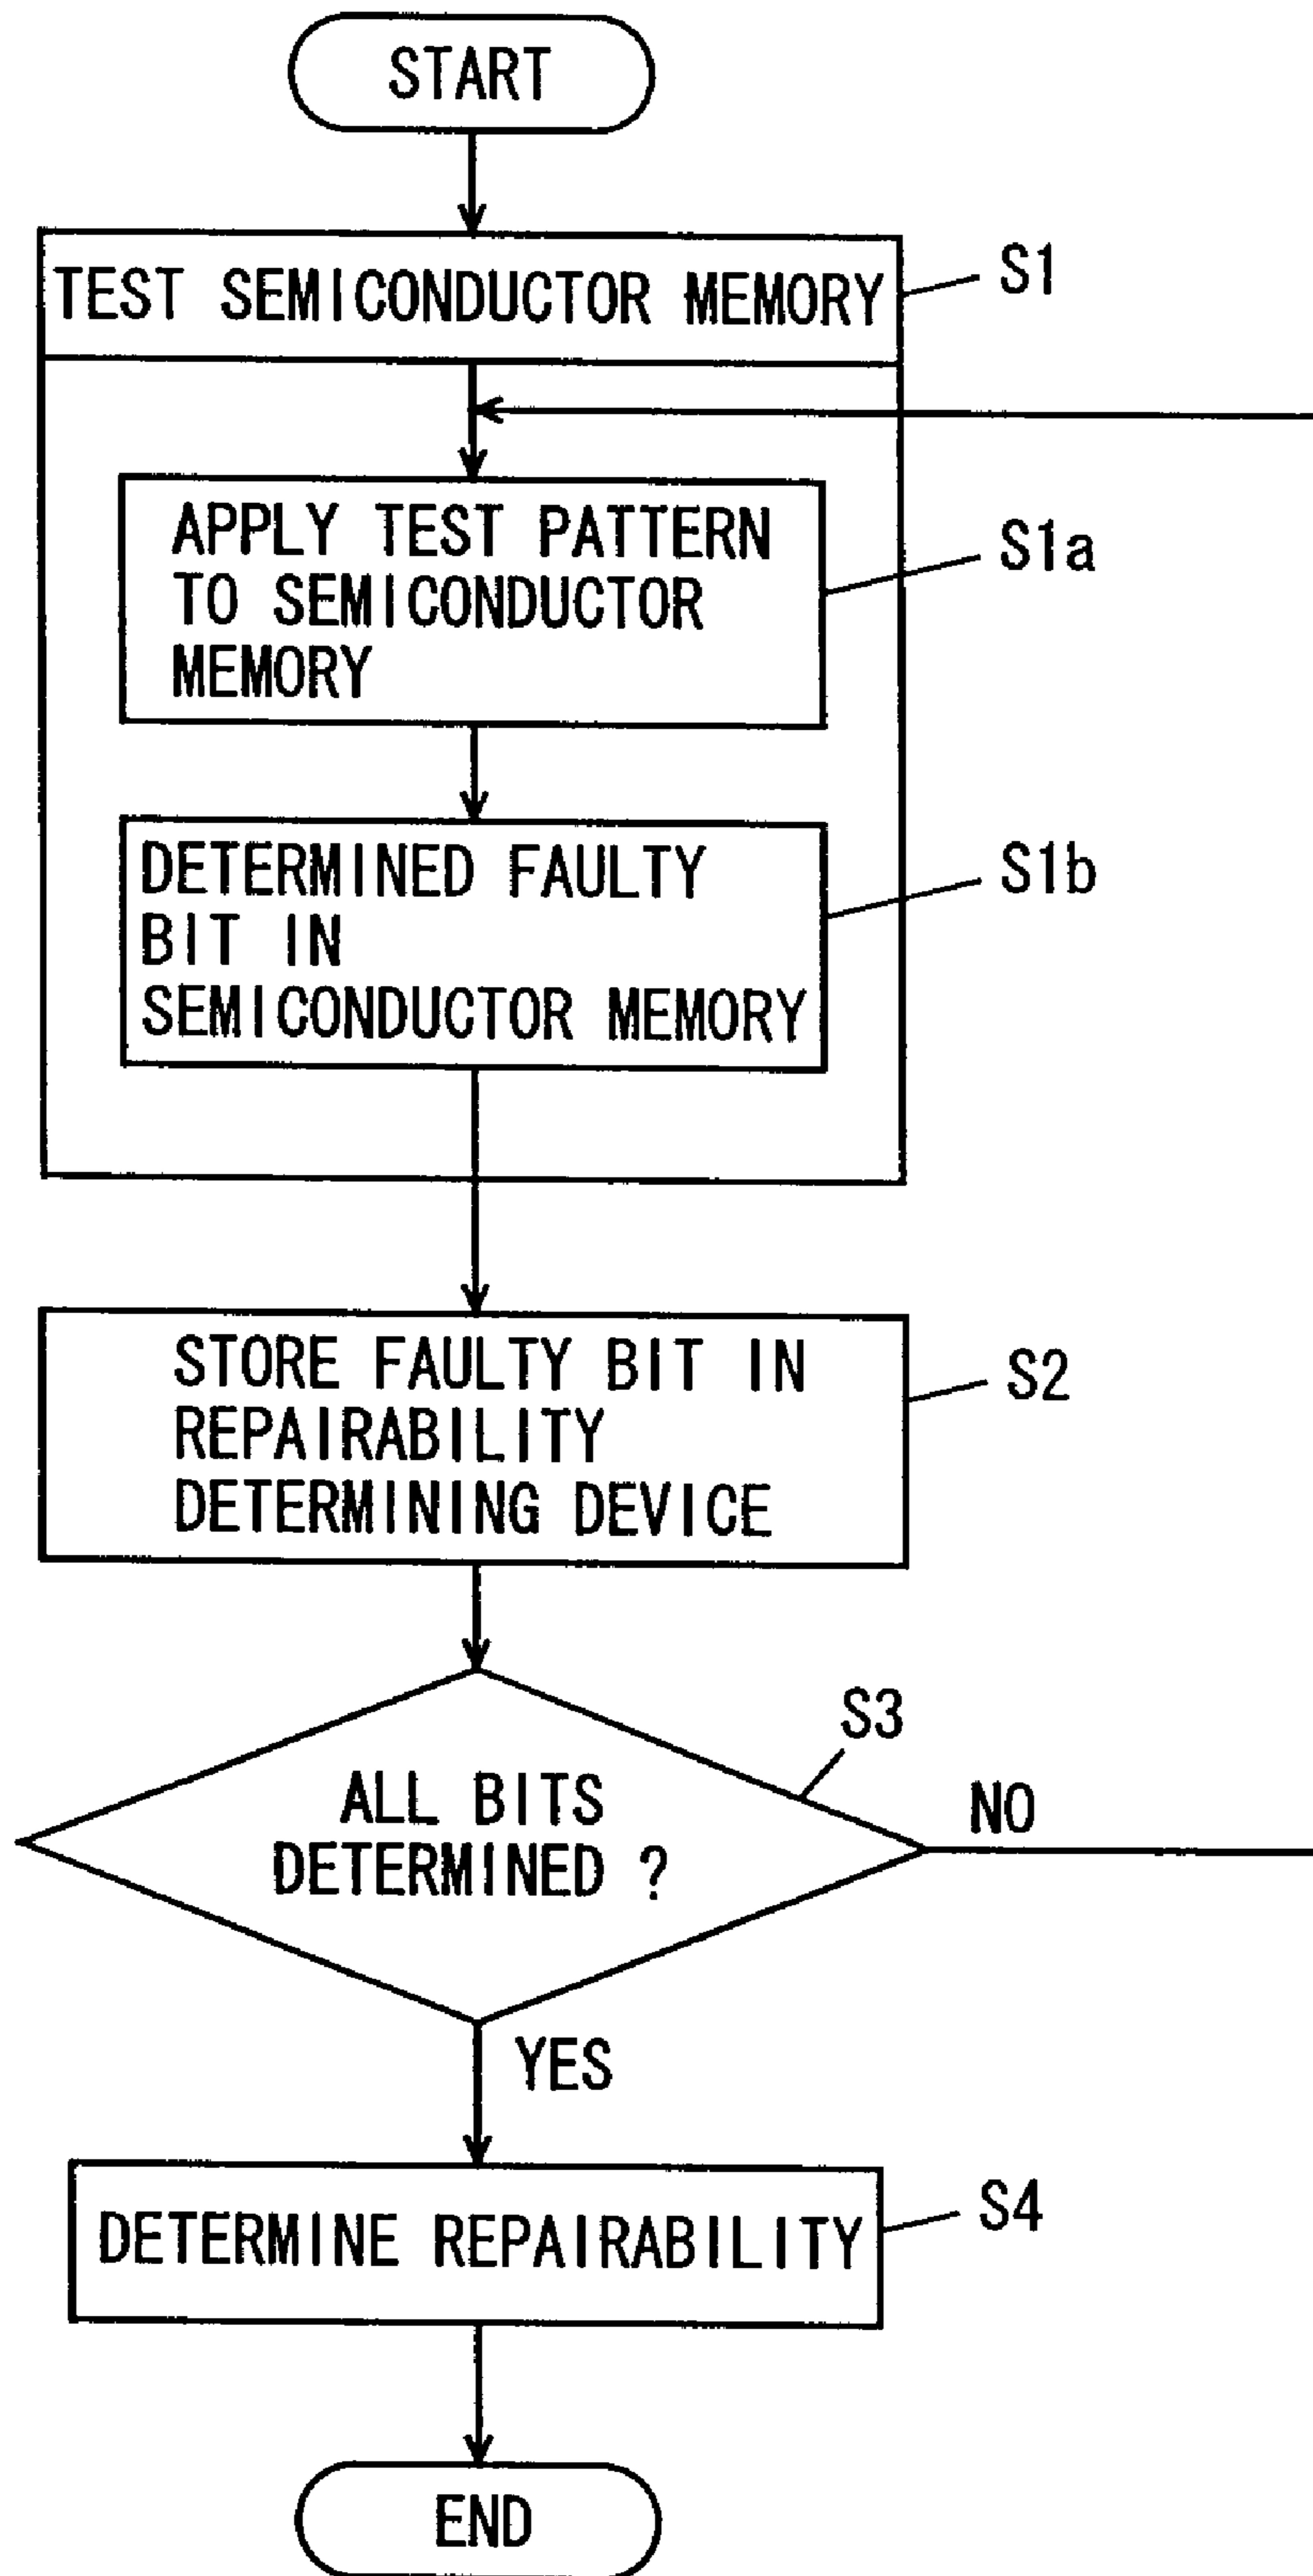 START
TEST SEMICONDUCTOR MEMORY
S1
APPLY TEST PATTERN
TO SEMICONDUCTOR
MEMORY
S1a
DETERMINED FAULTY
BIT IN
SEMICONDUCTOR MEMORY
S1b
STORE FAULTY BIT IN
REPAIRABILITY
DETERMINING DEVICE
S2
S3
ALL BITS
DETERMINED ?
NO
YES
DETERMINE REPAIRABILITY
S4
END